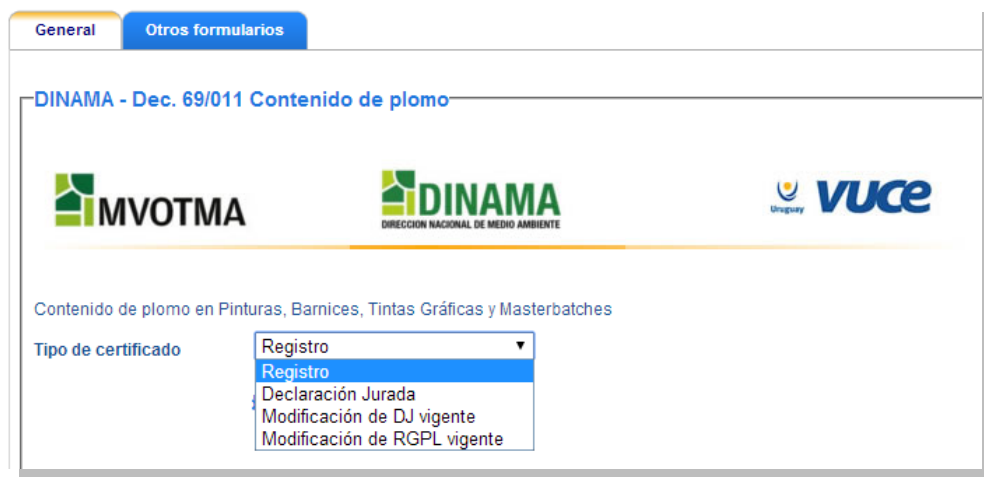 General
Otros formularios
DINAMA - Dec. 69/011 Contenido de plomo
MVOTMA
DINAMA
DIRECCION NACIONAL DE MEDIO AMBIENTE
Uruguay
vuce
Contenido de plomo en Pinturas, Barnices, Tintas Gráficas y Masterbatches
Tipo de certificado
Registro
Registro
Declaración Jurada
Modificación de DJ vigente
Modificación de RGPL vigente